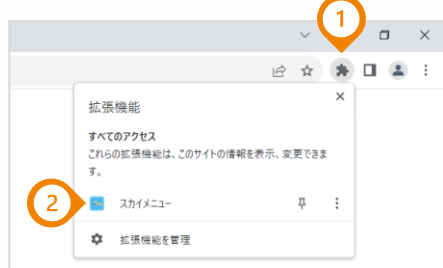 1
拡張機能
すべてのアクセス
これらの拡張機能は、このサイトの情報を表示、変更できま
す。
2
スカイメニュー
拡張機能を管理